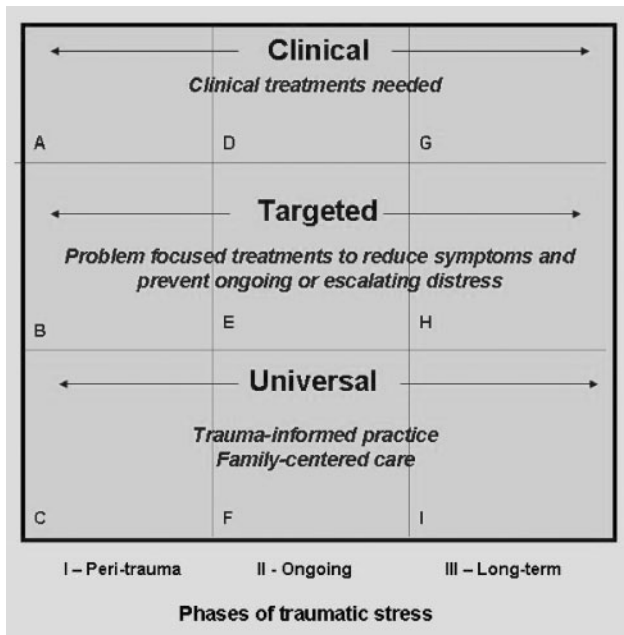 Clinical
Clinical treatments needed
A D G
Targeted
Problem focused treatments to reduce symptoms and
prevent ongoing or escalating distress
B E H
Universal
Trauma-informed practice
Family-centered care
C F I
I – Peri-trauma II - Ongoing III – Long-term
Phases of traumatic stress